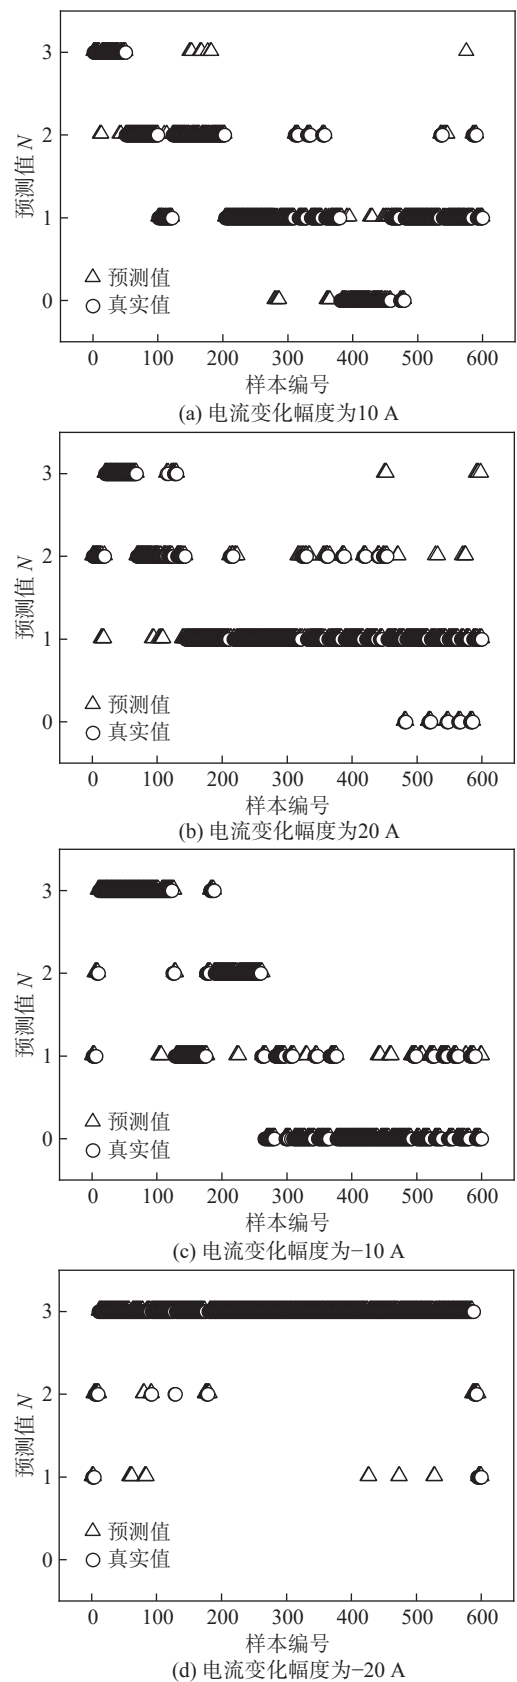 3
2
1
0
预测值 N
△ 预测值
○ 真实值
0 100 200 300 400 500 600
样本编号
(a) 电流变化幅度为10 A
3
2
1
0
预测值 N
△ 预测值
○ 真实值
0 100 200 300 400 500 600
样本编号
(b) 电流变化幅度为20 A
3
2
1
0
预测值 N
△ 预测值
○ 真实值
0 100 200 300 400 500 600
样本编号
(c) 电流变化幅度为−10 A
3
2
1
0
预测值 N
△ 预测值
○ 真实值
0 100 200 300 400 500 600
样本编号
(d) 电流变化幅度为−20 A